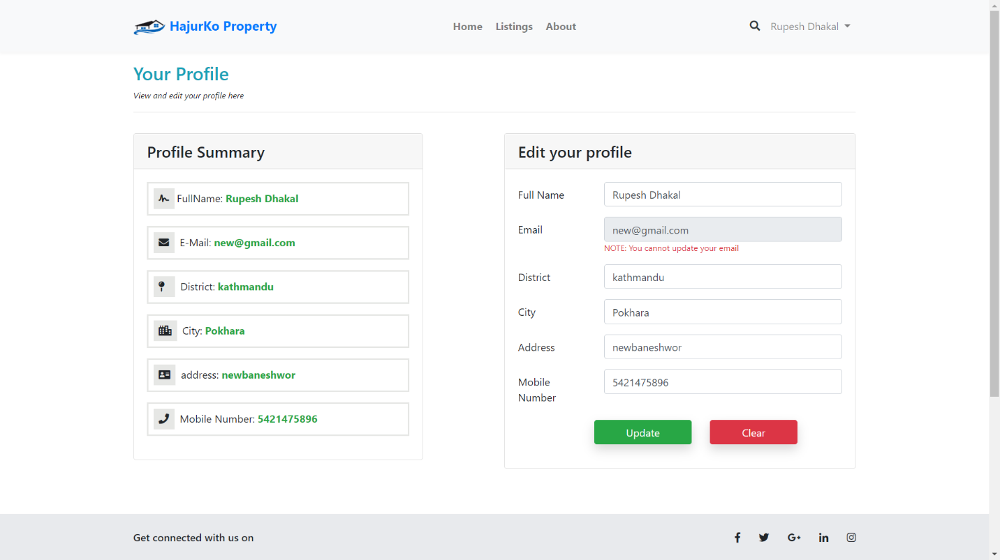 HajurKo Property
Home Listings About
Rupesh Dhakal
Your Profile
View and edit your profile here
Profile Summary
FullName: Rupesh Dhakal
E-Mail: new@gmail.com
District: kathmandu
City: Pokhara
address: newbaneshwor
Mobile Number: 5421475896
Edit your profile
Full Name Rupesh Dhakal
Email new@gmail.com
NOTE: You cannot update your email
District kathmandu
City Pokhara
Address newbaneshwor
Mobile Number 5421475896
Update Clear
Get connected with us on